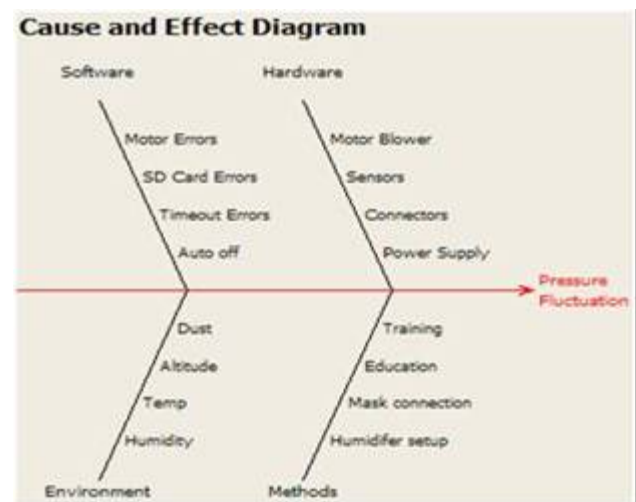 Cause and Effect Diagram
Software
Hardware
Motor Errors
Motor Blower
SD Card Errors
Sensors
Timeout Errors
Connectors
Auto off
Power Supply
Pressure
Fluctuation
Dust
Training
Altitude
Education
Temp
Mask connection
Humidity
Humidifer setup
Environment
Methods